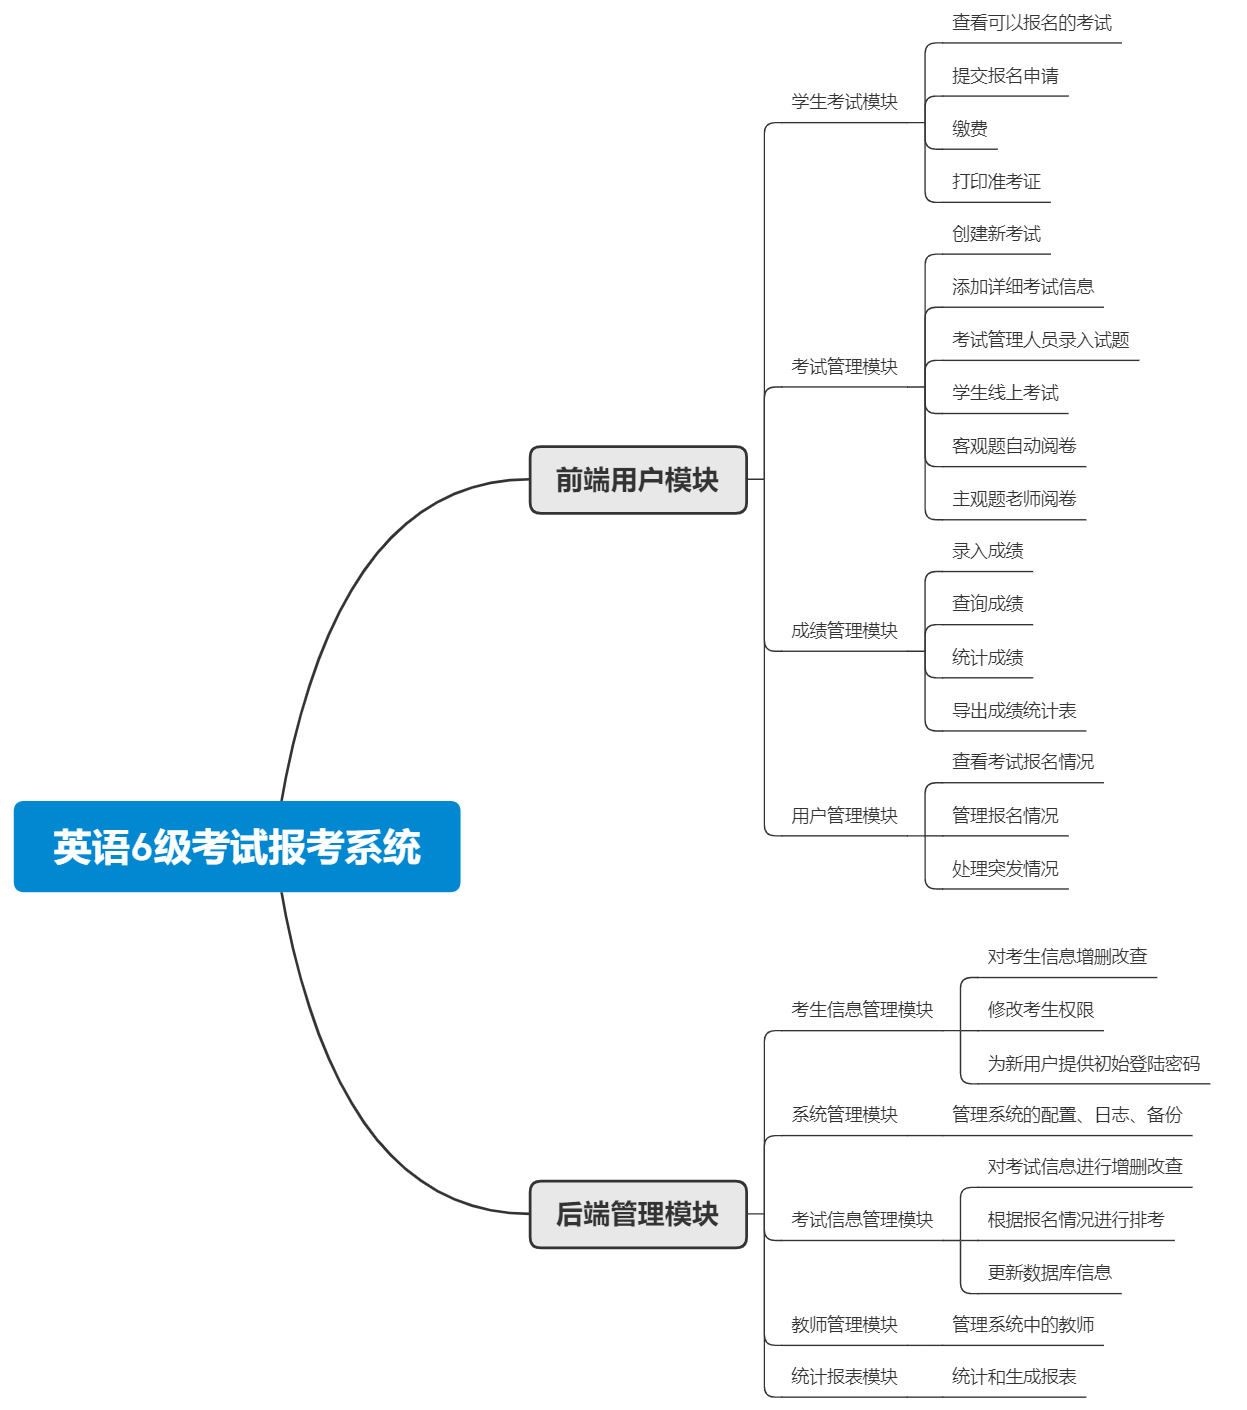 英语6级考试报考系统
前端用户模块
学生考试模块
查看可以报名的考试
提交报名申请
缴费
打印准考证
考试管理模块
创建新考试
添加详细考试信息
考试管理人员录入试题
学生线上考试
客观题自动阅卷
主观题老师阅卷
成绩管理模块
录入成绩
查询成绩
统计成绩
导出成绩统计表
用户管理模块
查看考试报名情况
管理报名情况
处理突发情况
后端管理模块
考生信息管理模块
对考生信息增删改查
修改考生权限
为新用户提供初始登陆密码
系统管理模块
管理系统的配置、日志、备份
考试信息管理模块
对考试信息进行增删改查
根据报名情况进行排考
更新数据库信息
教师管理模块
管理系统中的教师
统计报表模块
统计和生成报表